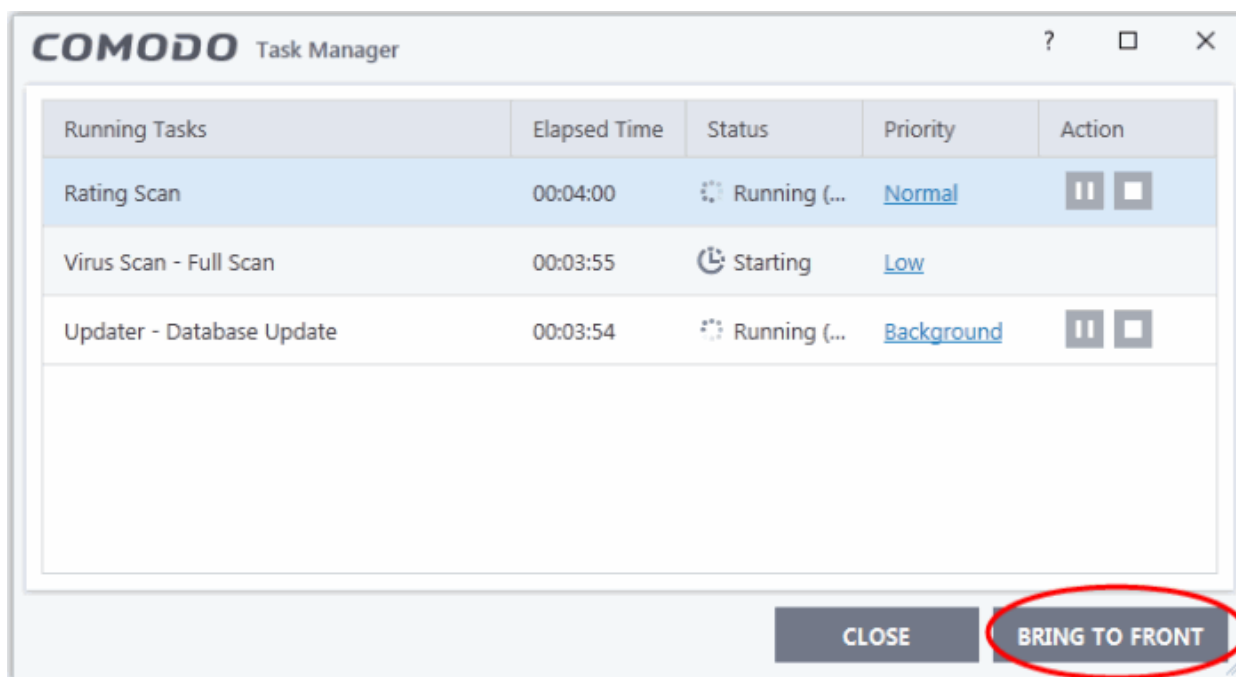 COMODO Task Manager ?
Running Tasks Elapsed Time Status Priority Action
Rating Scan 00:04:00 Running (... Normal
Virus Scan - Full Scan 00:03:55 Starting Low
Updater - Database Update 00:03:54 Running (... Background
CLOSE BRING TO FRONT